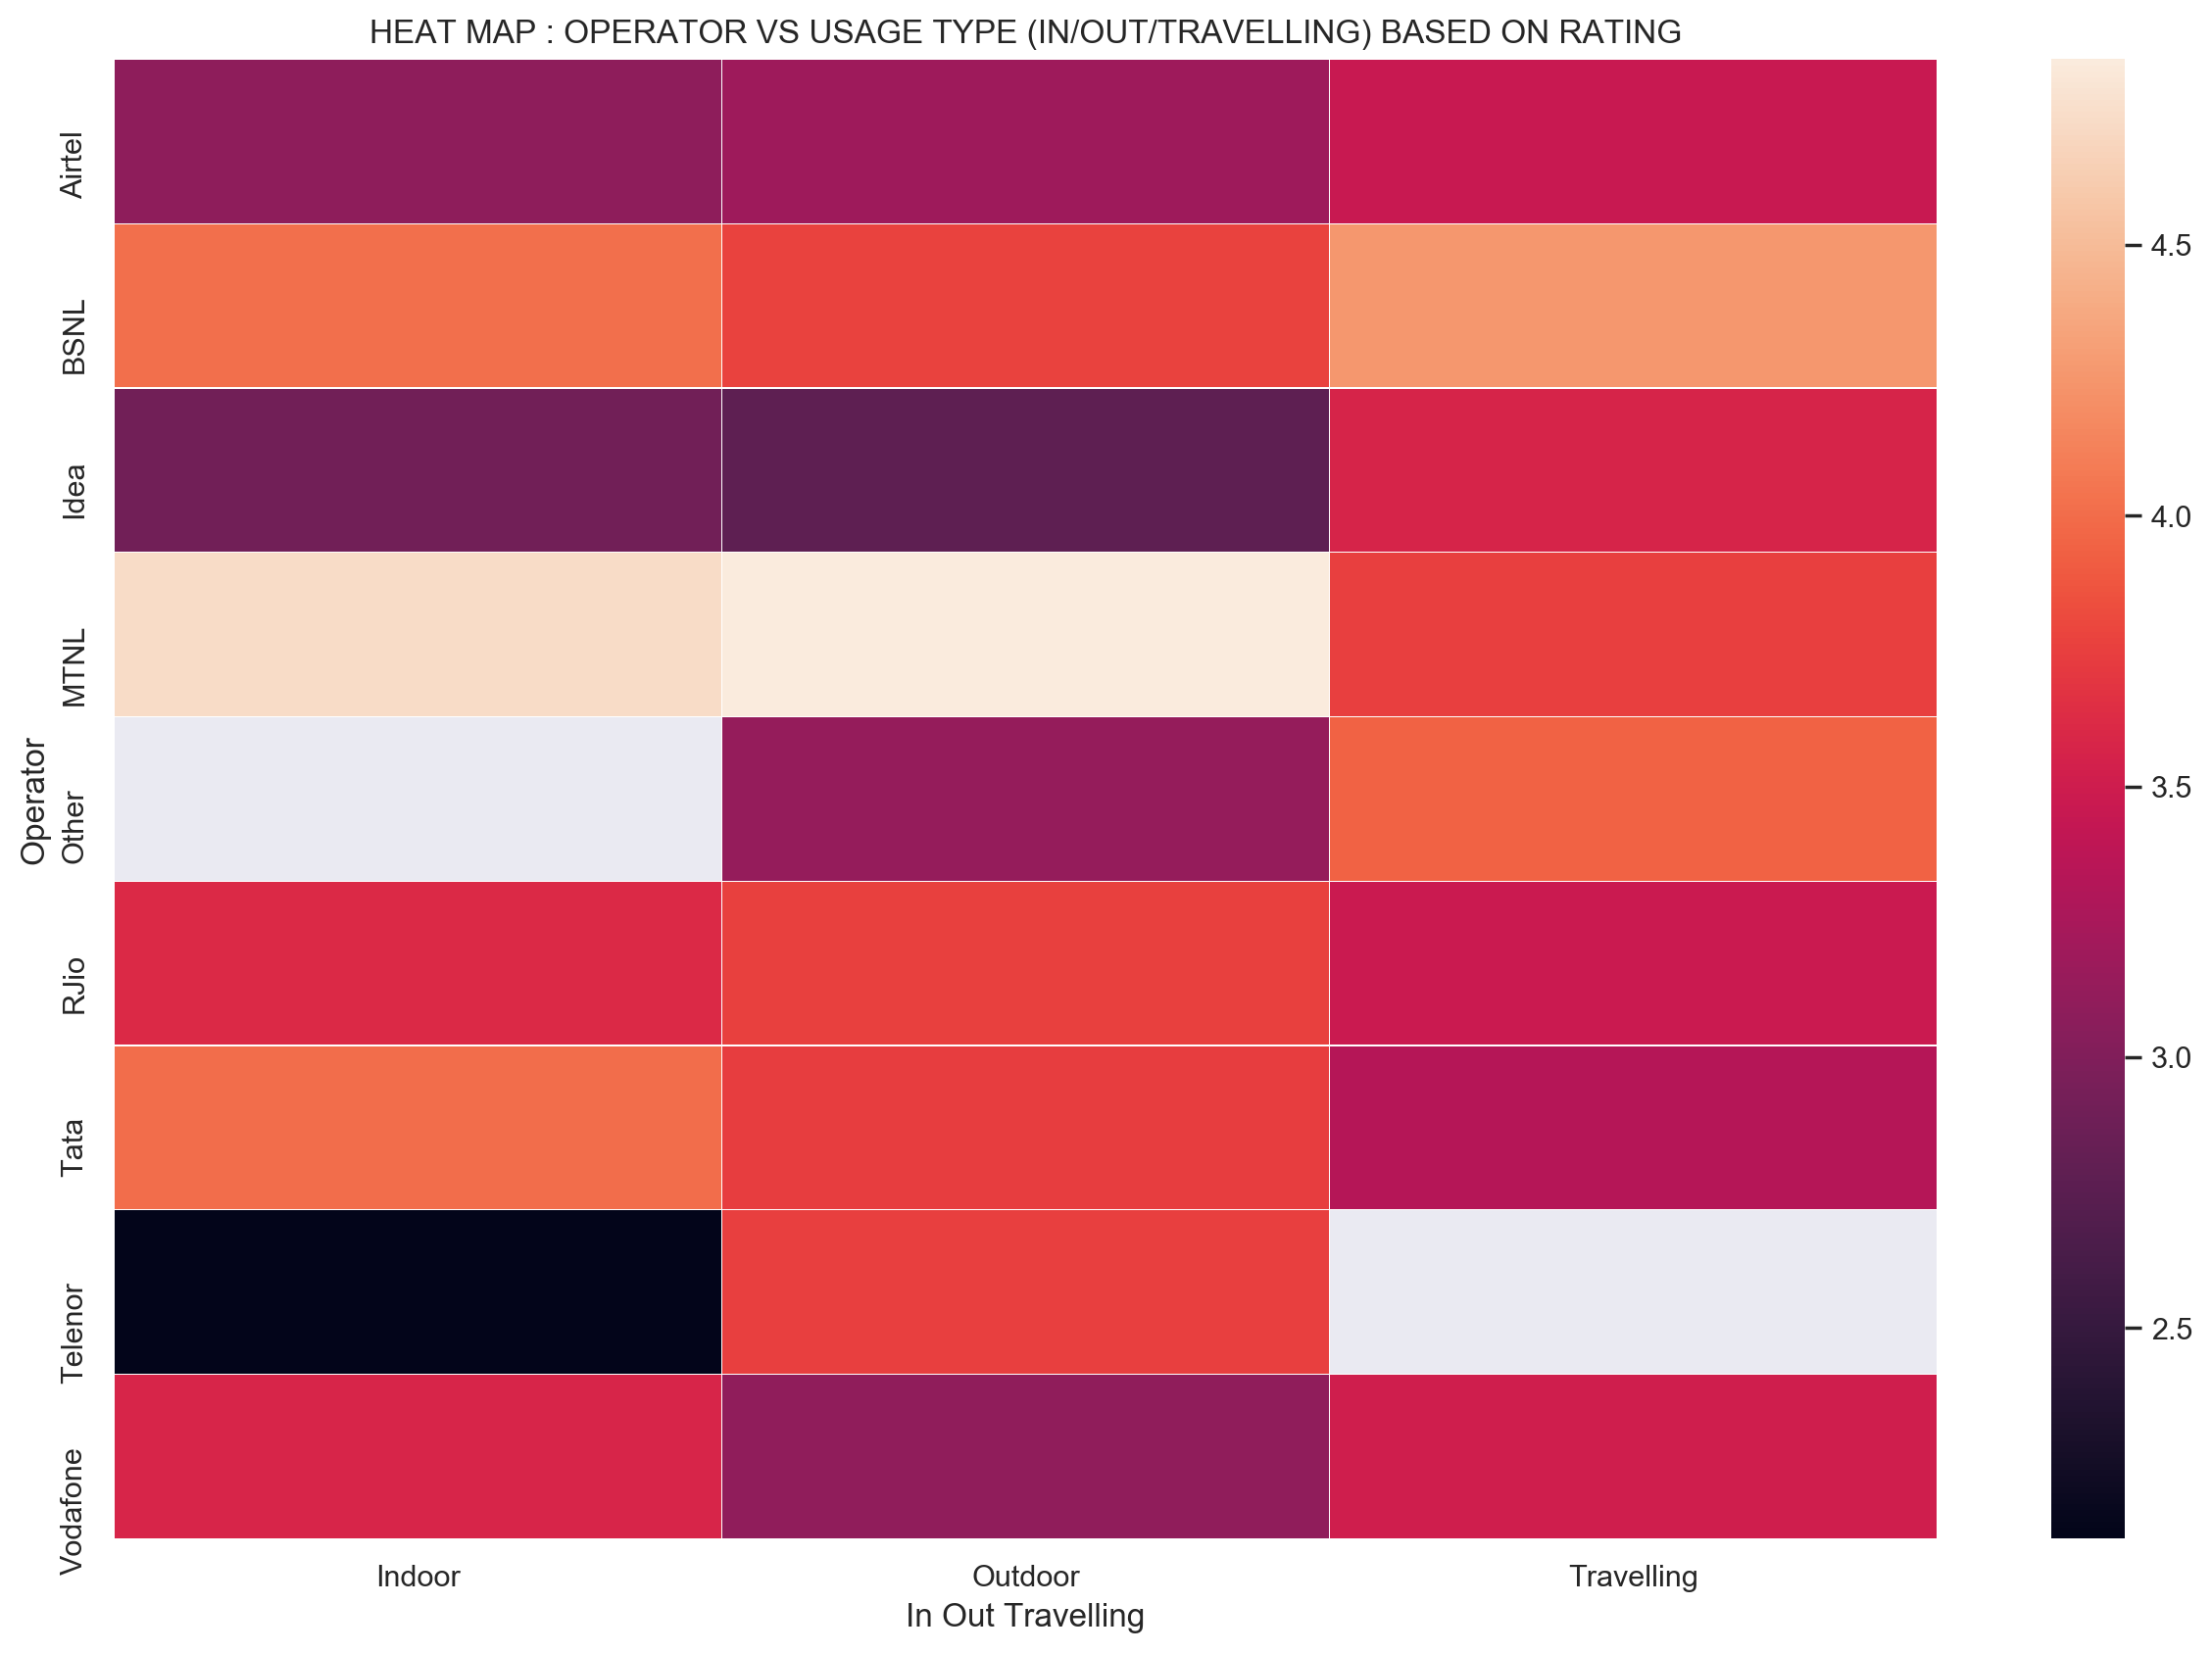 HEAT MAP : OPERATOR VS USAGE TYPE (IN/OUT/TRAVELLING) BASED ON RATING
Operator
Airtel
BSNL
Idea
MTNL
Other
RJio
Tata
Telenor
Vodafone
Indoor
Outdoor
Travelling
In Out Travelling
4.5
4.0
3.5
3.0
2.5